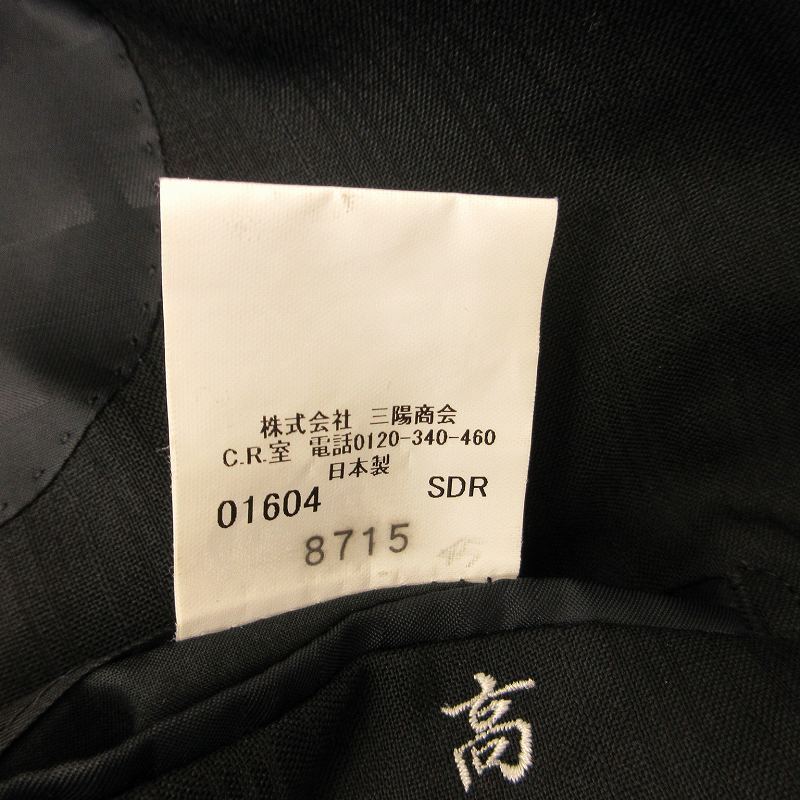 株式会社 三陽商会
C.R.室 電話0120-340-460
日本製
01604 SDR
8715
高